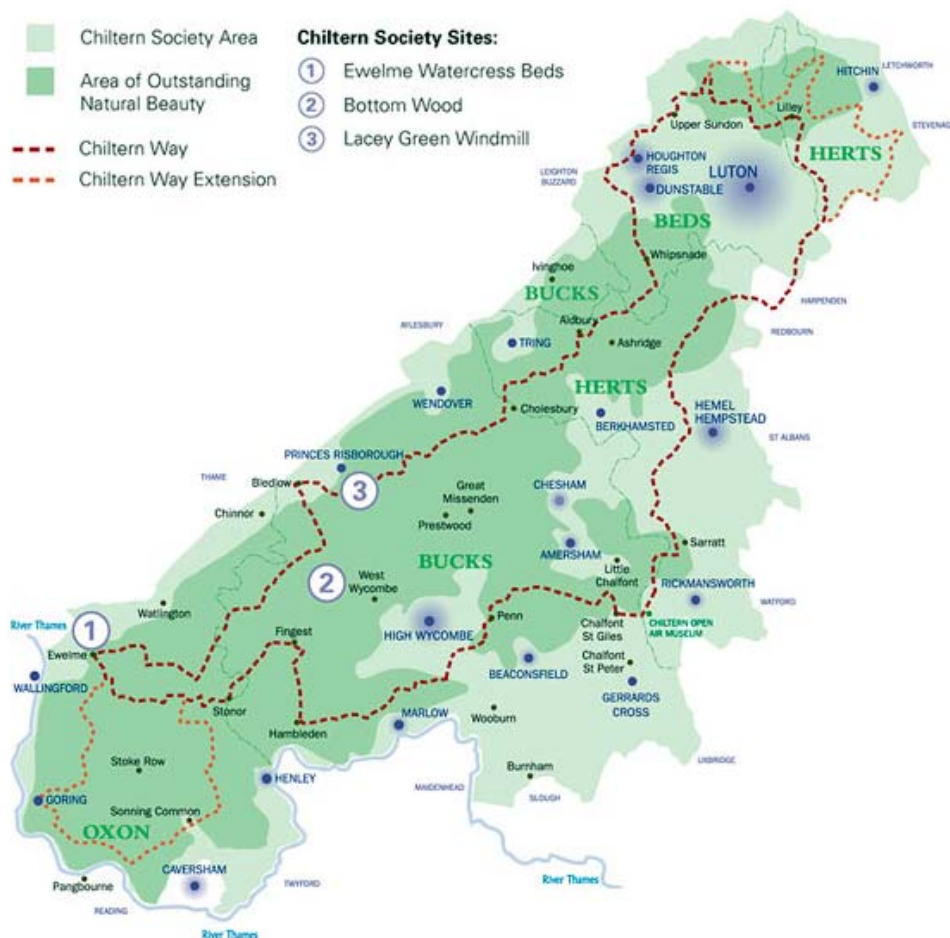 Chiltern Society Area
Area of Outstanding
Natural Beauty
Chiltern Way
Chiltern Way Extension
Chiltern Society Sites:
1 Ewelme Watercress Beds
2 Bottom Wood
3 Lacey Green Windmill
HITCHIN
LETCHWORTH
STEVENAG
Lilley
Upper Sundon
HERTS
HOUGHTON
REGIS
LUTON
DUNSTABLE
LEIGHTON
BUZZARD
BEDS
Whipsnade
Ivinghoe
BUCKS
HARPENDEN
REDBOURN
AYLESBURY
Aldbury
TRING
Ashridge
HERTS
WENDOVER
Cholesbury
BERKHAMSTED
HEMEL
HEMPSTEAD
ST ALBANS
PRINCES RISBOROUGH
THAME
Bledlow
3
CHESHAM
Great
Missenden
Chinnor
Prestwood
AMERSHAM
Sarratt
BUCKS
Little
Chalfont
RICKMANSWORTH
2
West
Wycombe
WATFORD
Watlington
River Thames
1
Fingest
HIGH WYCOMBE
Penn
Chalfont
St Giles
CHILTERN OPEN
AIR MUSEUM
Ewelme
WALLINGFORD
Chalfont
St Peter
BEACONSFIELD
GERRARDS
CROSS
Stonor
Hambleden
MARLOW
Wooburn
Stoke Row
HENLEY
Burnham
UXBRIDGE
MAIDENHEAD
SLOUGH
GORING
Sonning Common
OXON
CAVERSHAM
Pangbourne
TWYFORD
River Thames
READING
River Thames